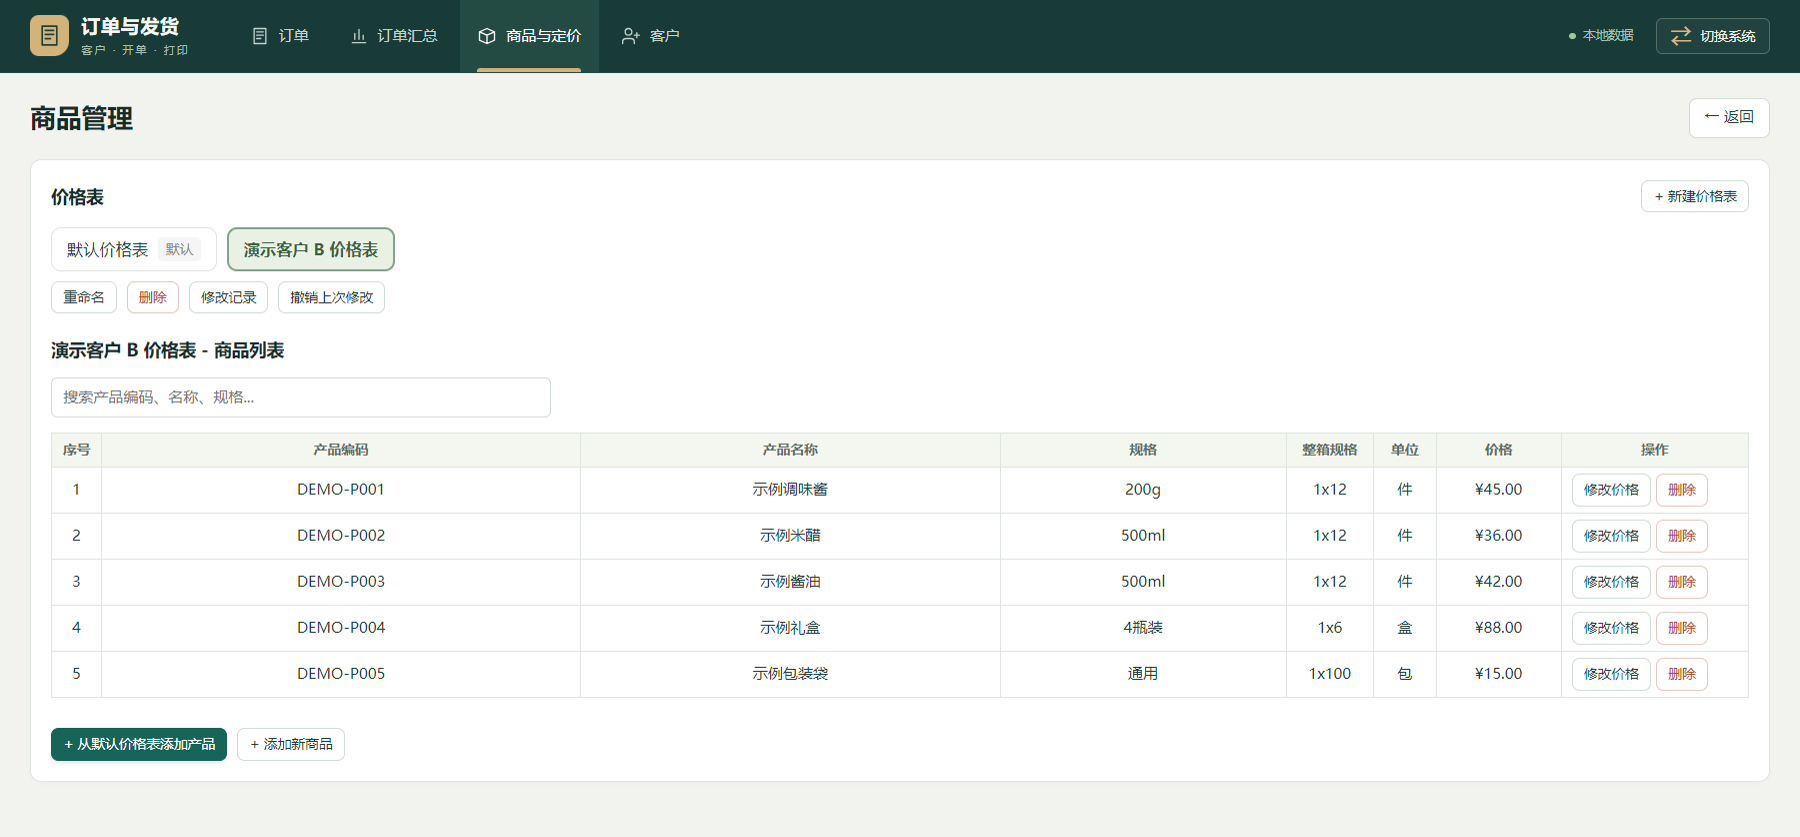 订单与发货
客户 · 开单 · 打印
订单
订单汇总
商品与定价
客户
本地数据
切换系统
商品管理
← 返回
价格表
+ 新建价格表
默认价格表 默认
演示客户 B 价格表
重命名 删除 修改记录 撤销上次修改
演示客户 B 价格表 - 商品列表
搜索产品编码、名称、规格...
序号 产品编码 产品名称 规格 整箱规格 单位 价格 操作
1 DEMO-P001 示例调味酱 200g 1x12 件 ¥45.00 修改价格 删除
2 DEMO-P002 示例米醋 500ml 1x12 件 ¥36.00 修改价格 删除
3 DEMO-P003 示例酱油 500ml 1x12 件 ¥42.00 修改价格 删除
4 DEMO-P004 示例礼盒 4瓶装 1x6 盒 ¥88.00 修改价格 删除
5 DEMO-P005 示例包装袋 通用 1x100 包 ¥15.00 修改价格 删除
+ 从默认价格表添加产品 + 添加新商品